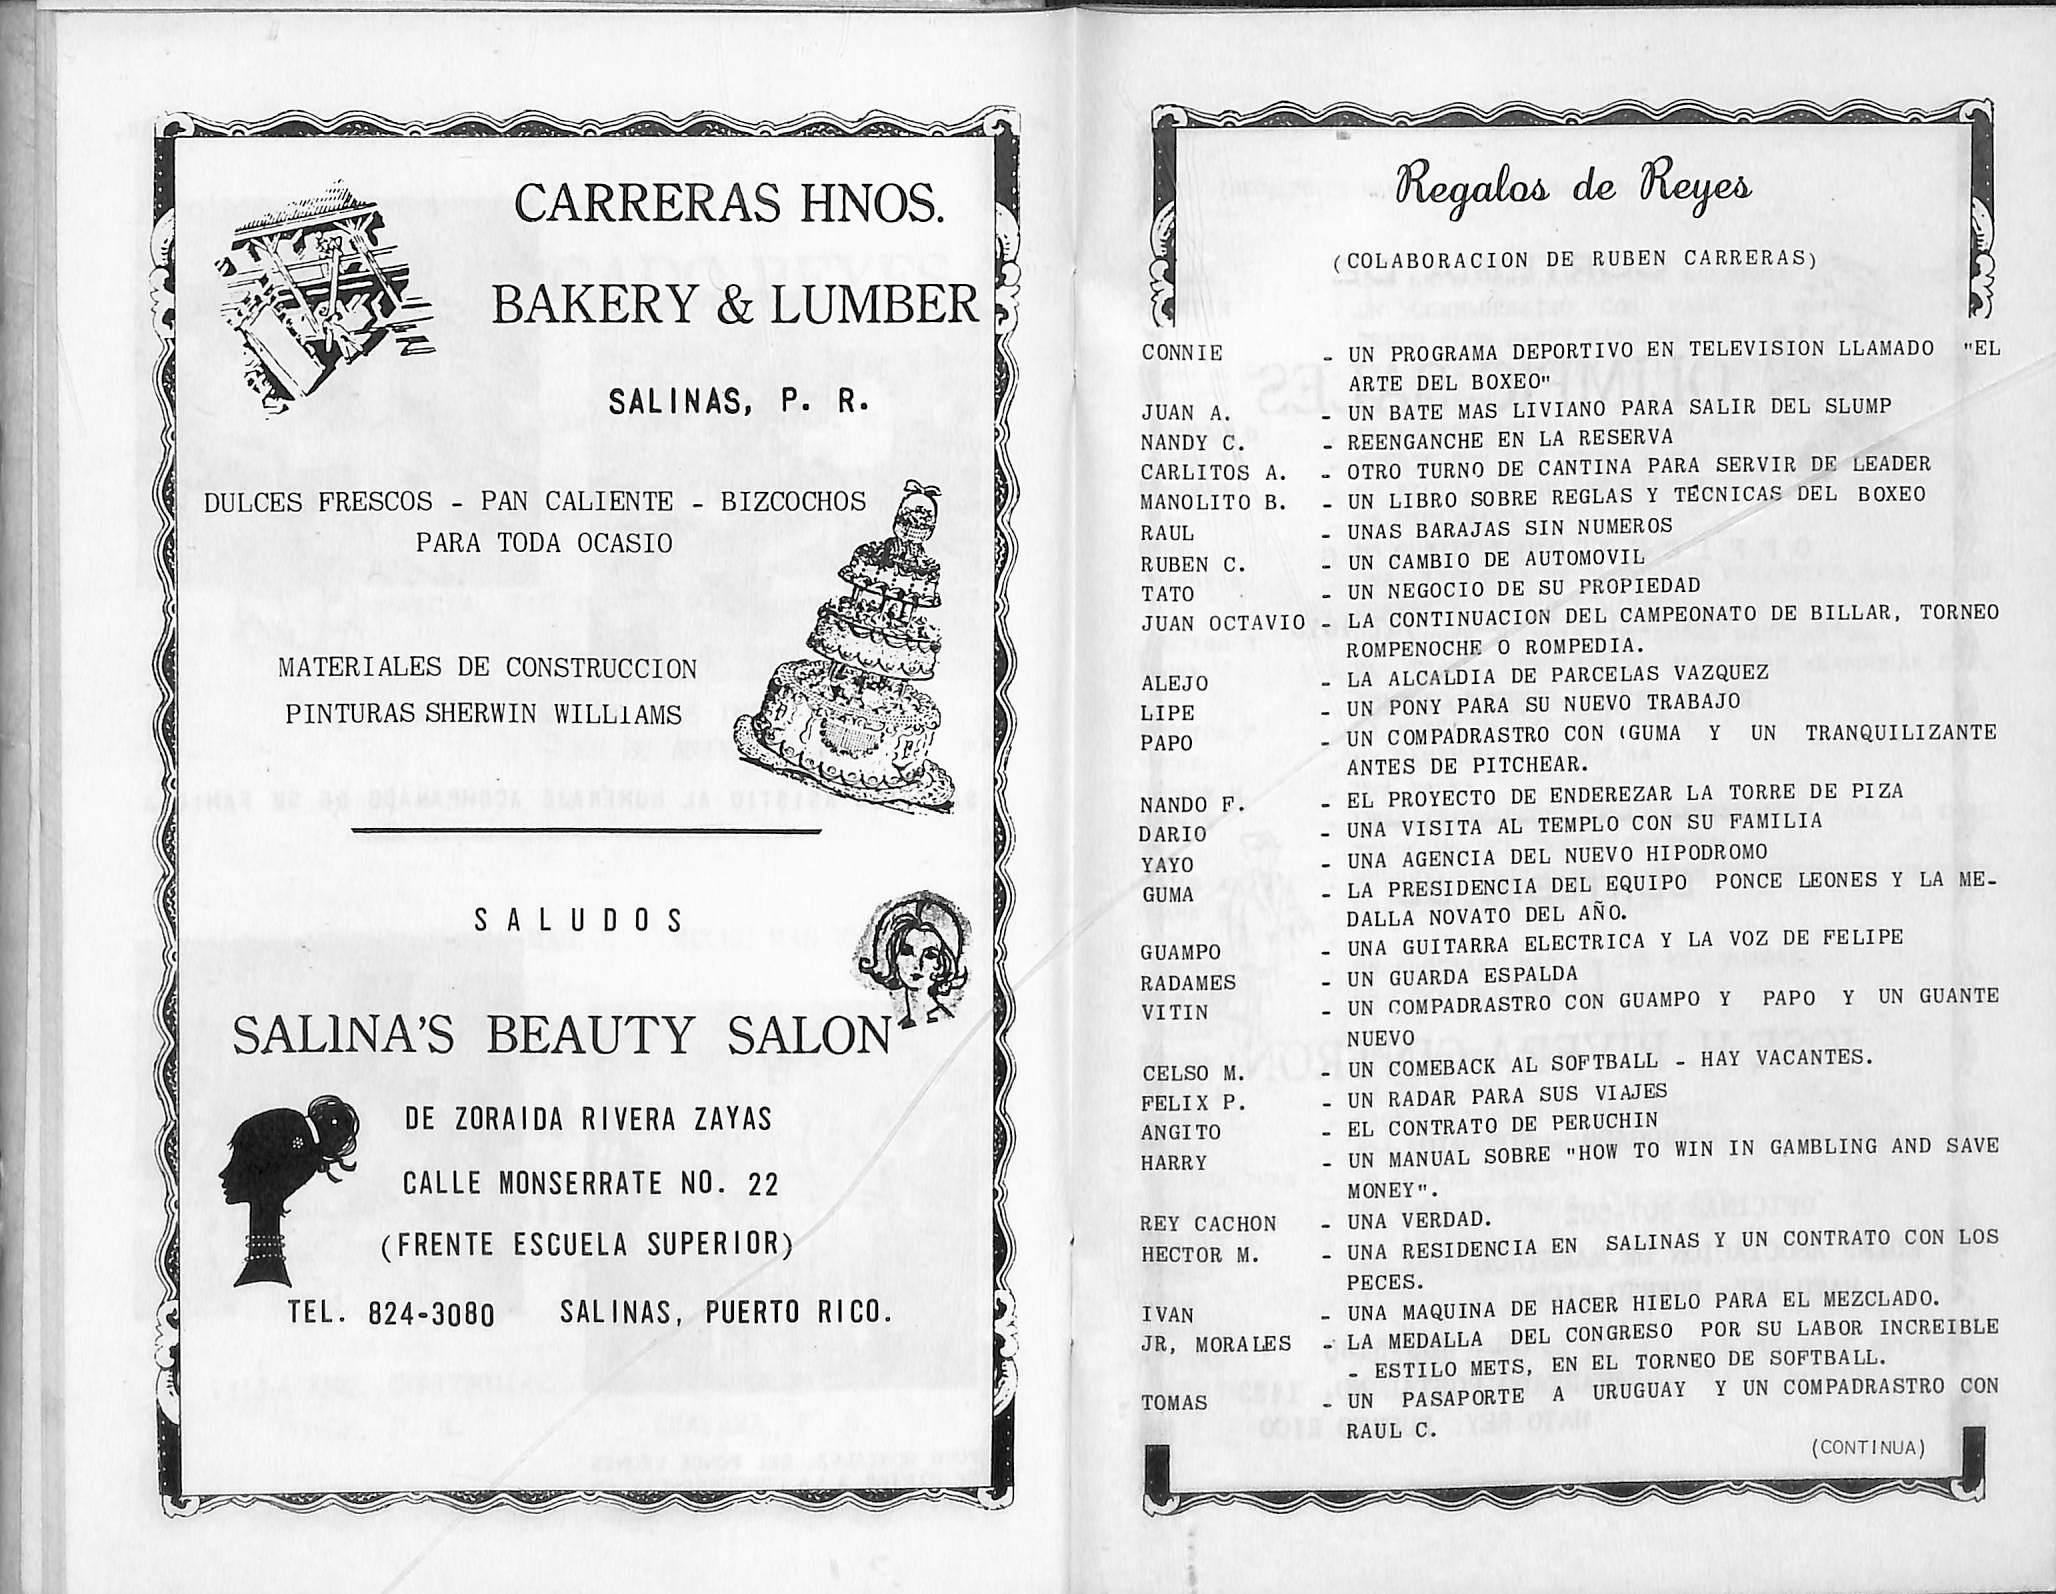 CARRERAS HNOS.
BAKERY & LUMBER
SALINAS, P. R.
DULCES FRESCOS - PAN CALIENTE - BIZCOCHOS
PARA TODA OCASIO
MATERIALES DE CONSTRUCCION
PINTURAS SHERWIN WILLIAMS
SALUDOS
SALINA'S BEAUTY SALON
DE ZORAIDA RIVERA ZAYAS
CALLE MONSERRATE NO. 22
(FRENTE ESCUELA SUPERIOR)
TEL. 824-3080 SALINAS, PUERTO RICO.
Regalos de Reyes
(COLABORACION DE RUBEN CARRERAS)
CONNIE - UN PROGRAMA DEPORTIVO EN TELEVISION LLAMADO "EL
ARTE DEL BOXEO"
JUAN A. - UN BATE MAS LIVIANO PARA SALIR DEL SLUMP
NANDY C. - REENGANCHE EN LA RESERVA
CARLITOS A. - OTRO TURNO DE CANTINA PARA SERVIR DE LEADER
MANOLITO B. - UN LIBRO SOBRE REGLAS Y TÉCNICAS DEL BOXEO
RAUL - UNAS BARAJAS SIN NUMEROS
RUBEN C. - UN CAMBIO DE AUTOMOVIL
TATO - UN NEGOCIO DE SU PROPIEDAD
JUAN OCTAVIO - LA CONTINUACION DEL CAMPEONATO DE BILLAR, TORNEO
ROMPENOCHE O ROMPEDIA.
ALEJO - LA ALCALDIA DE PARCELAS VAZQUEZ
LIPE - UN PONY PARA SU NUEVO TRABAJO
PAPO - UN COMPADRASTRO CON GUMA Y UN TRANQUILIZANTE
ANTES DE PITCHEAR.
NANDO F. - EL PROYECTO DE ENDEREZAR LA TORRE DE PIZA
DARIO - UNA VISITA AL TEMPLO CON SU FAMILIA
YAYO - UNA AGENCIA DEL NUEVO HIPODROMO
GUMA - LA PRESIDENCIA DEL EQUIPO PONCE LEONES Y LA ME-
DALLA NOVATO DEL AÑO.
GUAMPO - UNA GUITARRA ELECTRICA Y LA VOZ DE FELIPE
RADAMES - UN GUARDA ESPALDA
VITIN - UN COMPADRASTRO CON GUAMPO Y PAPO Y UN GUANTE
NUEVO
CELSO M. - UN COMEBACK AL SOFTBALL - HAY VACANTES.
FELIX P. - UN RADAR PARA SUS VIAJES
ANGITO - EL CONTRATO DE PERUCHIN
HARRY - UN MANUAL SOBRE "HOW TO WIN IN GAMBLING AND SAVE
MONEY".
REY CACHON - UNA VERDAD.
HECTOR M. - UNA RESIDENCIA EN SALINAS Y UN CONTRATO CON LOS
PECES.
IVAN - UNA MAQUINA DE HACER HIELO PARA EL MEZCLADO.
JR, MORALES - LA MEDALLA DEL CONGRESO POR SU LABOR INCREIBLE
- ESTILO METS, EN EL TORNEO DE SOFTBALL.
TOMAS - UN PASAPORTE A URUGUAY Y UN COMPADRASTRO CON
RAUL C.
(CONTINUA)